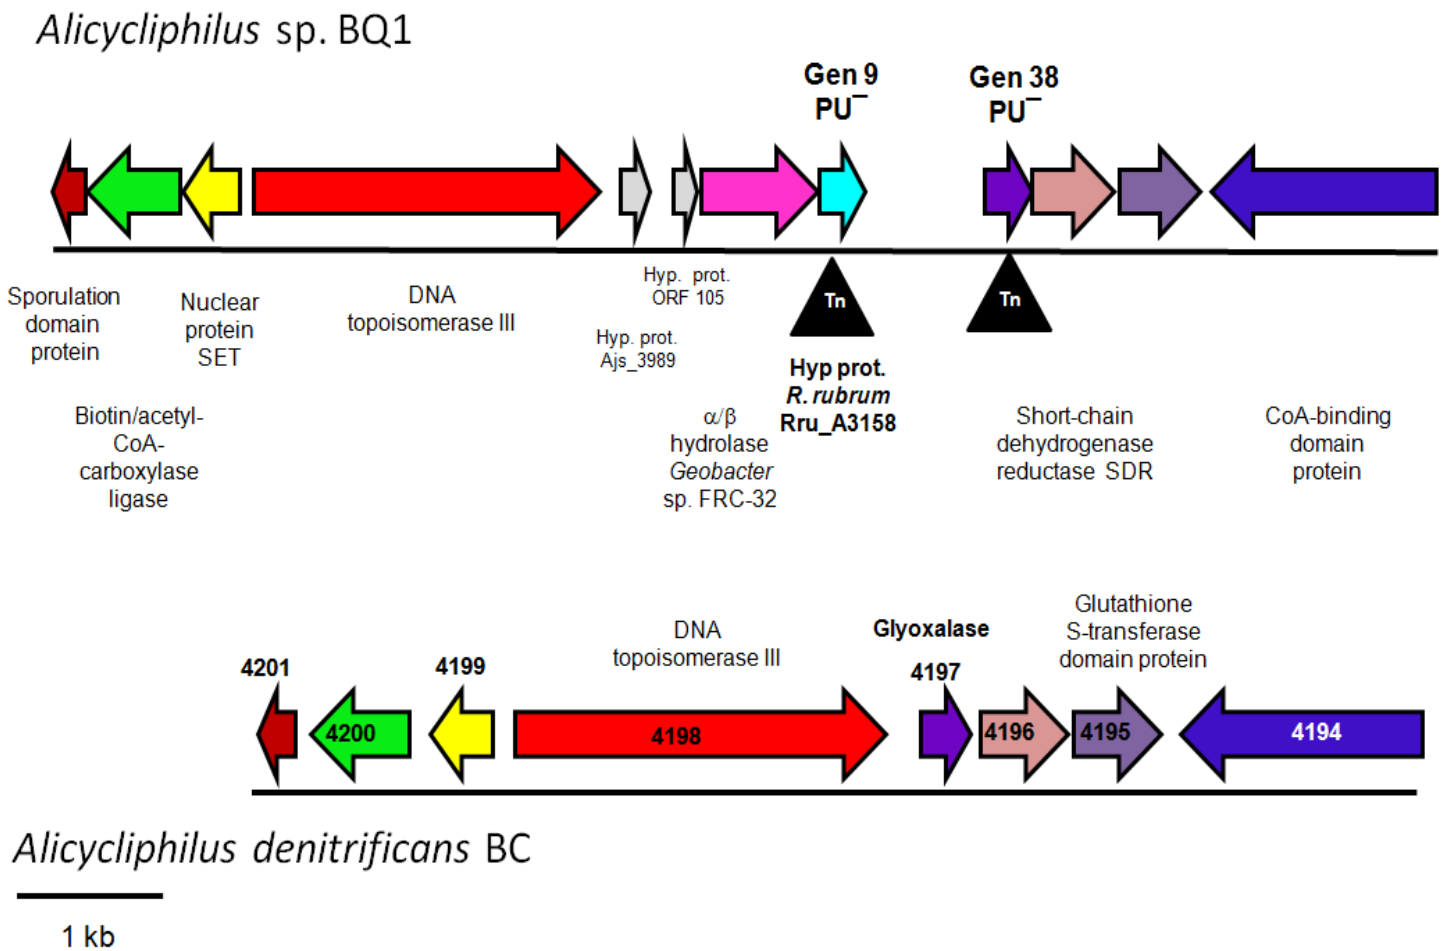 Alicycliphilus sp. BQ1
Gen 9
PU‾
Gen 38
PU‾
Sporulation
domain
protein
Nuclear
protein
SET
DNA
topoisomerase III
Hyp. prot.
ORF 105
Hyp. prot.
Ajs_3989
Tn
Tn
Hyp prot.
R. rubrum
Rru_A3158
Biotin/acetyl-
CoA-
carboxylase
ligase
α/β
hydrolase
Geobacter
sp. FRC-32
Short-chain
dehydrogenase
reductase SDR
CoA-binding
domain
protein
DNA
topoisomerase III
Glyoxalase
Glutathione
S-transferase
domain protein
4201
4200
4199
4198
4197
4196
4195
4194
Alicycliphilus denitrificans BC
1 kb